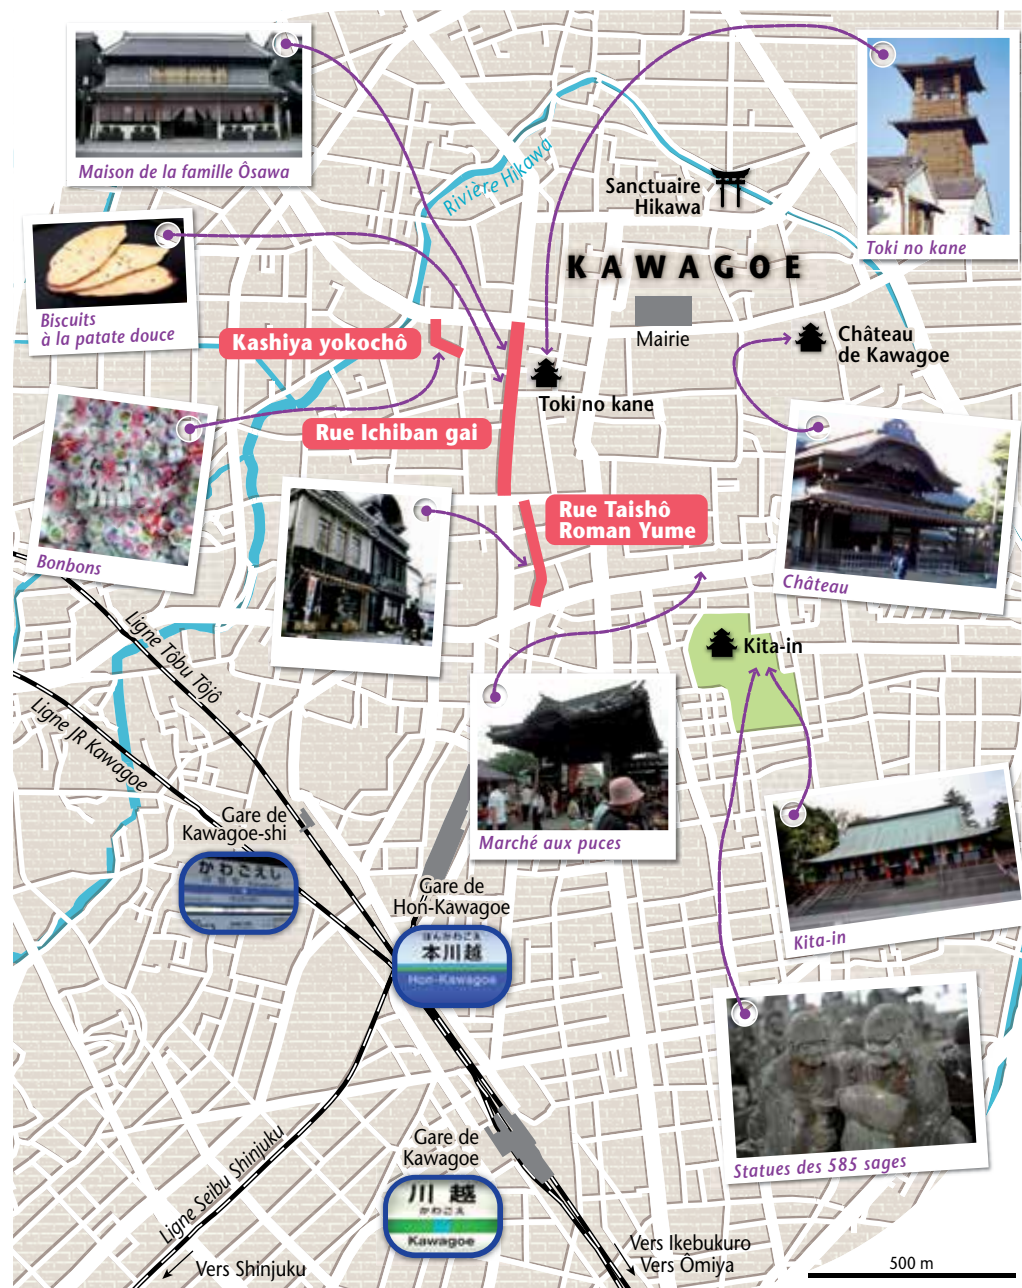 Maison de la famille Ôsawa
Toki no kane
Rivière Hikawa
Sanctuaire
Hikawa
KAWAGOE
Biscuits
à la patate douce
Kashiya yokochô
Mairie
Château
de Kawagoe
Toki no kane
Rue Ichiban gai
Rue Taishô
Roman Yume
Bonbons
Château
Kita-in
Ligne Tôbu Tôjô
Ligne JR Kawagoe
Gare de
Kawagoe-shi
かわごえし
Marché aux puces
Gare de
Hon-Kawagoe
ほんかわごえ
本川越
Hon-Kawagoe
Kita-in
Statues des 585 sages
Gare de
Kawagoe
川越
かわごえ
Kawagoe
Ligne Seibu Shinjuku
Vers Shinjuku
Vers Ikebukuro
Vers Ômiya
500 m